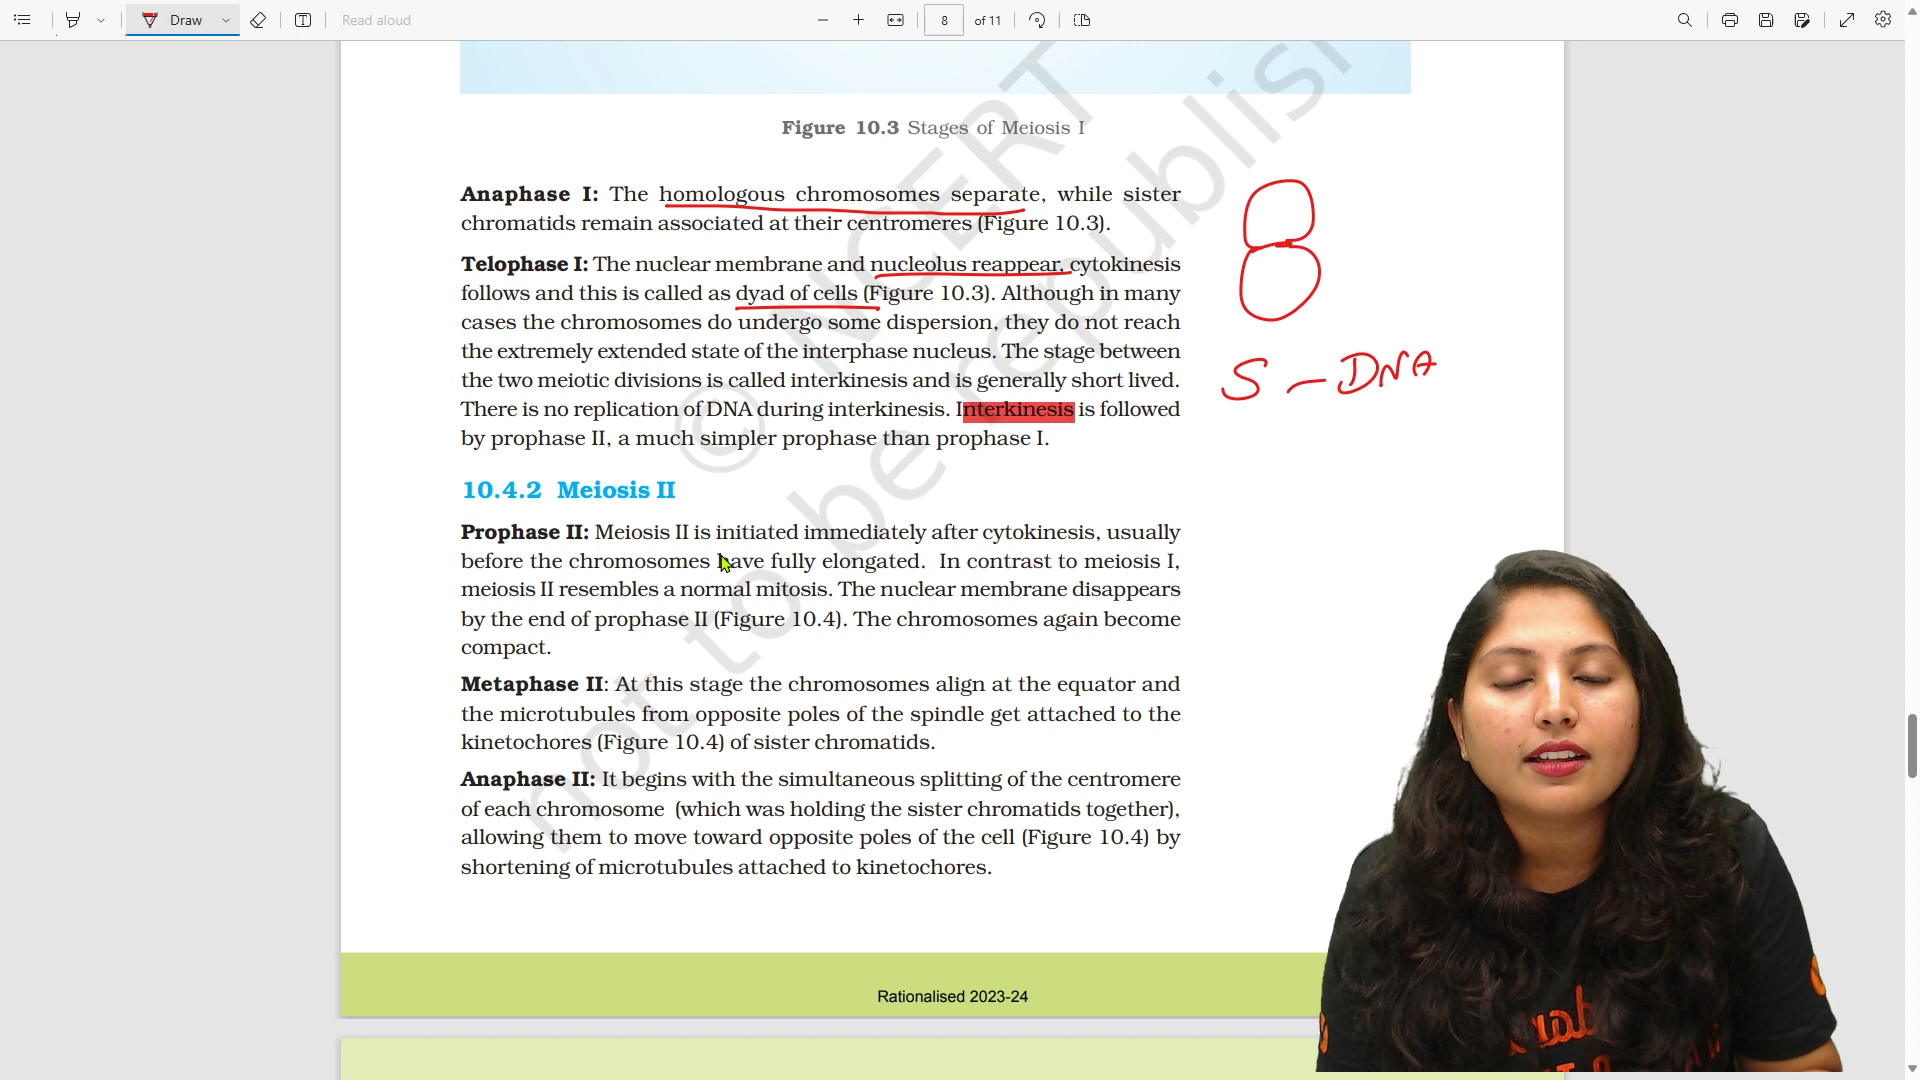 Draw
Read aloud
8
of 11
Figure 10.3 Stages of Meiosis I
Anaphase I: The homologous chromosomes separate, while sister
chromatids remain associated at their centromeres (Figure 10.3).
Telophase I: The nuclear membrane and nucleolus reappear, cytokinesis
follows and this is called as dyad of cells (Figure 10.3). Although in many
cases the chromosomes do undergo some dispersion, they do not reach
the extremely extended state of the interphase nucleus. The stage between
the two meiotic divisions is called interkinesis and is generally short lived.
There is no replication of DNA during interkinesis. Interkinesis is followed
by prophase II, a much simpler prophase than prophase I.
S - DNA
10.4.2 Meiosis II
Prophase II: Meiosis II is initiated immediately after cytokinesis, usually
before the chromosomes have fully elongated. In contrast to meiosis I,
meiosis II resembles a normal mitosis. The nuclear membrane disappears
by the end of prophase II (Figure 10.4). The chromosomes again become
compact.
Metaphase II: At this stage the chromosomes align at the equator and
the microtubules from opposite poles of the spindle get attached to the
kinetochores (Figure 10.4) of sister chromatids.
Anaphase II: It begins with the simultaneous splitting of the centromere
of each chromosome (which was holding the sister chromatids together),
allowing them to move toward opposite poles of the cell (Figure 10.4) by
shortening of microtubules attached to kinetochores.
Rationalised 2023-24
© NCERT
not to be republis